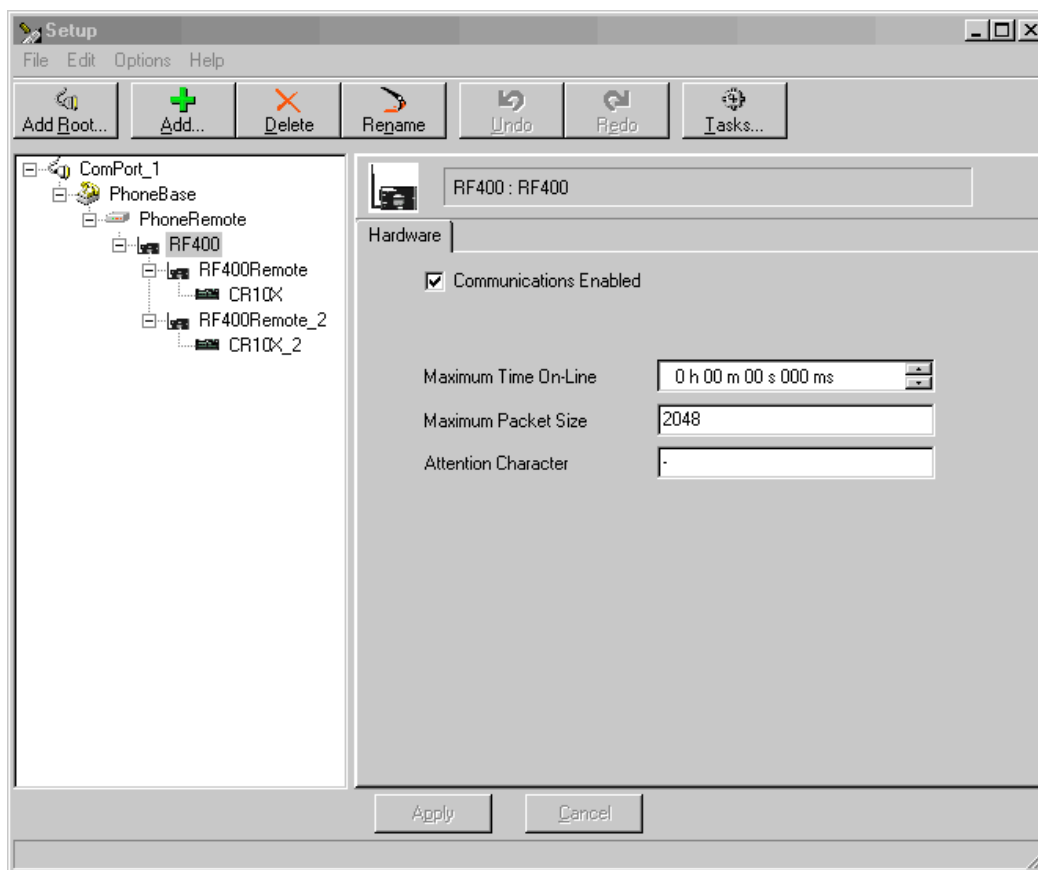 Setup
File Edit Options Help
Add Root... Add... Delete Rename Undo Redo Tasks...
ComPort_1
PhoneBase
PhoneRemote
RF400
RF400Remote
CR10X
RF400Remote_2
CR10X_2
RF400 : RF400
Hardware
Communications Enabled
Maximum Time On-Line 0 h 00 m 00 s 000 ms
Maximum Packet Size 2048
Attention Character -
Apply Cancel